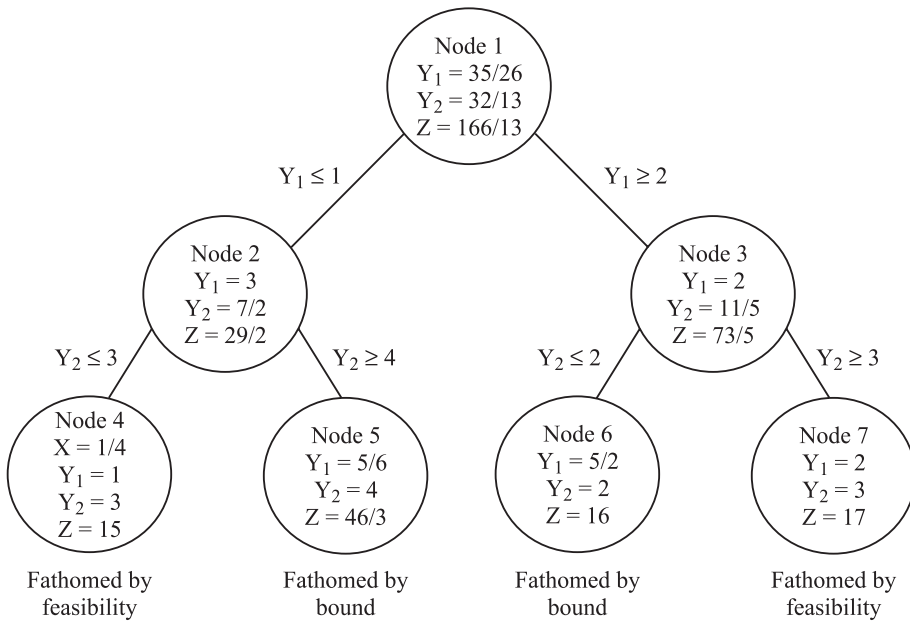 Node 1
Y₁ = 35/26
Y₂ = 32/13
Z = 166/13
Y₁ ≤ 1
Y₁ ≥ 2
Node 2
Y₁ = 3
Y₂ = 7/2
Z = 29/2
Node 3
Y₁ = 2
Y₂ = 11/5
Z = 73/5
Y₂ ≤ 3
Y₂ ≥ 4
Y₂ ≤ 2
Y₂ ≥ 3
Node 4
X = 1/4
Y₁ = 1
Y₂ = 3
Z = 15
Node 5
Y₁ = 5/6
Y₂ = 4
Z = 46/3
Node 6
Y₁ = 5/2
Y₂ = 2
Z = 16
Node 7
Y₁ = 2
Y₂ = 3
Z = 17
Fathomed by
feasibility
Fathomed by
bound
Fathomed by
bound
Fathomed by
feasibility